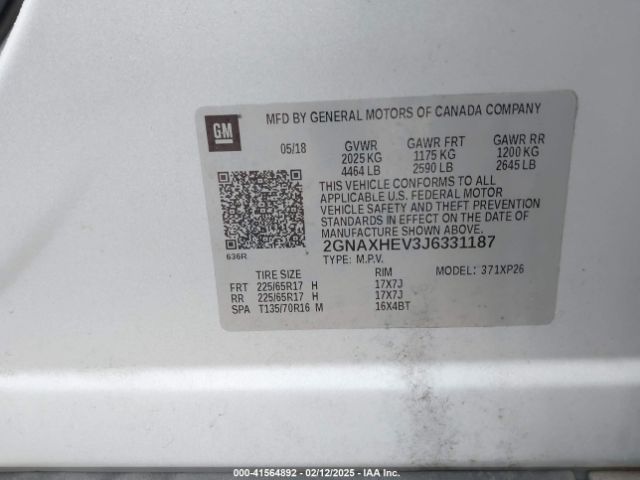 GM
MFD BY GENERAL MOTORS OF CANADA COMPANY
05/18 GVWR GAWR FRT GAWR RR
2025 KG 1175 KG 1200 KG
4464 LB 2590 LB 2645 LB
THIS VEHICLE CONFORMS TO ALL
APPLICABLE U.S. FEDERAL MOTOR
VEHICLE SAFETY AND THEFT PREVENTION
STANDARDS IN EFFECT ON THE DATE OF
MANUFACTURE SHOWN ABOVE.
2GNAXHEV3J6331187
636R TYPE: M.P.V.
TIRE SIZE RIM MODEL: 371XP26
FRT 225/65R17 H 17X7J
RR 225/65R17 H 17X7J
SPA T135/70R16 M 16X4BT
000-41564892 - 02/12/2025 - IAA Inc.